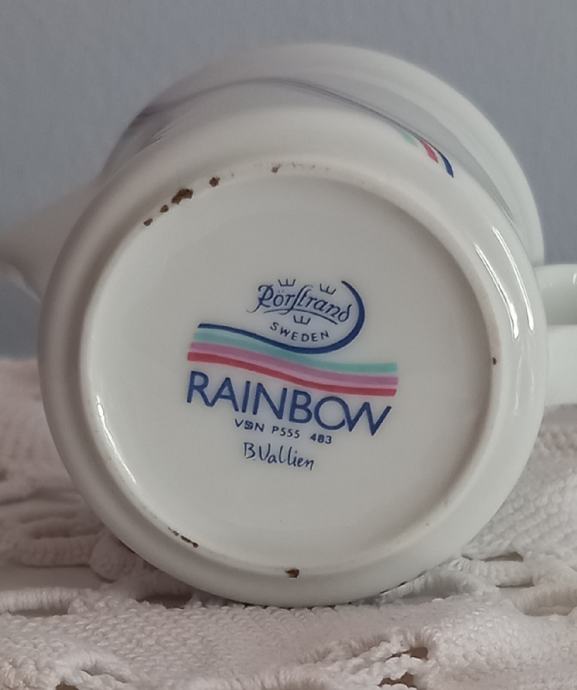 Rörstrand
SWEDEN
RAINBOW
VSN P555 483
B.Vallien